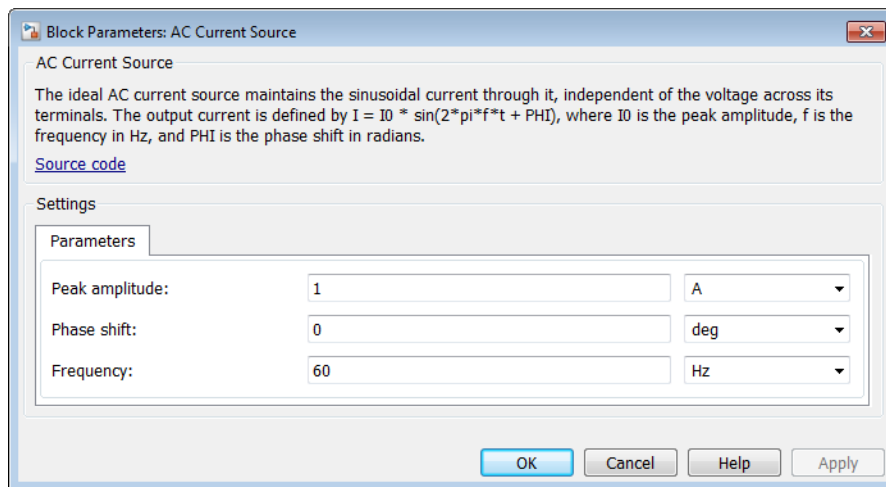 Block Parameters: AC Current Source
AC Current Source
The ideal AC current source maintains the sinusoidal current through it, independent of the voltage across its
terminals. The output current is defined by I = I0 * sin(2*pi*f*t + PHI), where I0 is the peak amplitude, f is the
frequency in Hz, and PHI is the phase shift in radians.
Source code
Settings
Parameters
Peak amplitude: 1 A
Phase shift: 0 deg
Frequency: 60 Hz
OK Cancel Help Apply